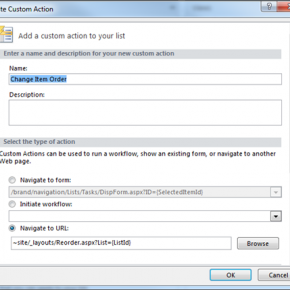 te Custom Action
Add a custom action to your list
Enter a name and description for your new custom action
Name:
Change Item Order
Description:
Select the type of action
Custom Actions can be used to run a workflow, show an existing form, or navigate to another
Web page.
Navigate to form:
/brand/navigation/Lists/Tasks/DispForm.aspx?ID={SelectedItemId}
Initiate workflow:
Navigate to URL:
~site/_layouts/Reorder.aspx?List={ListId}
Browse
OK
Cancel